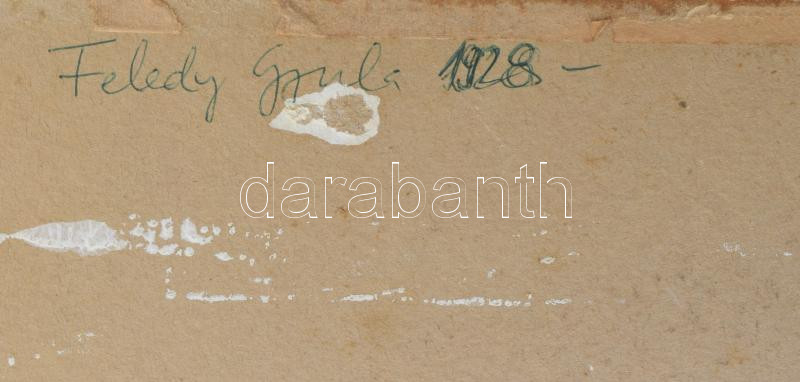 Feledy Gyula 1928 –
darabanth